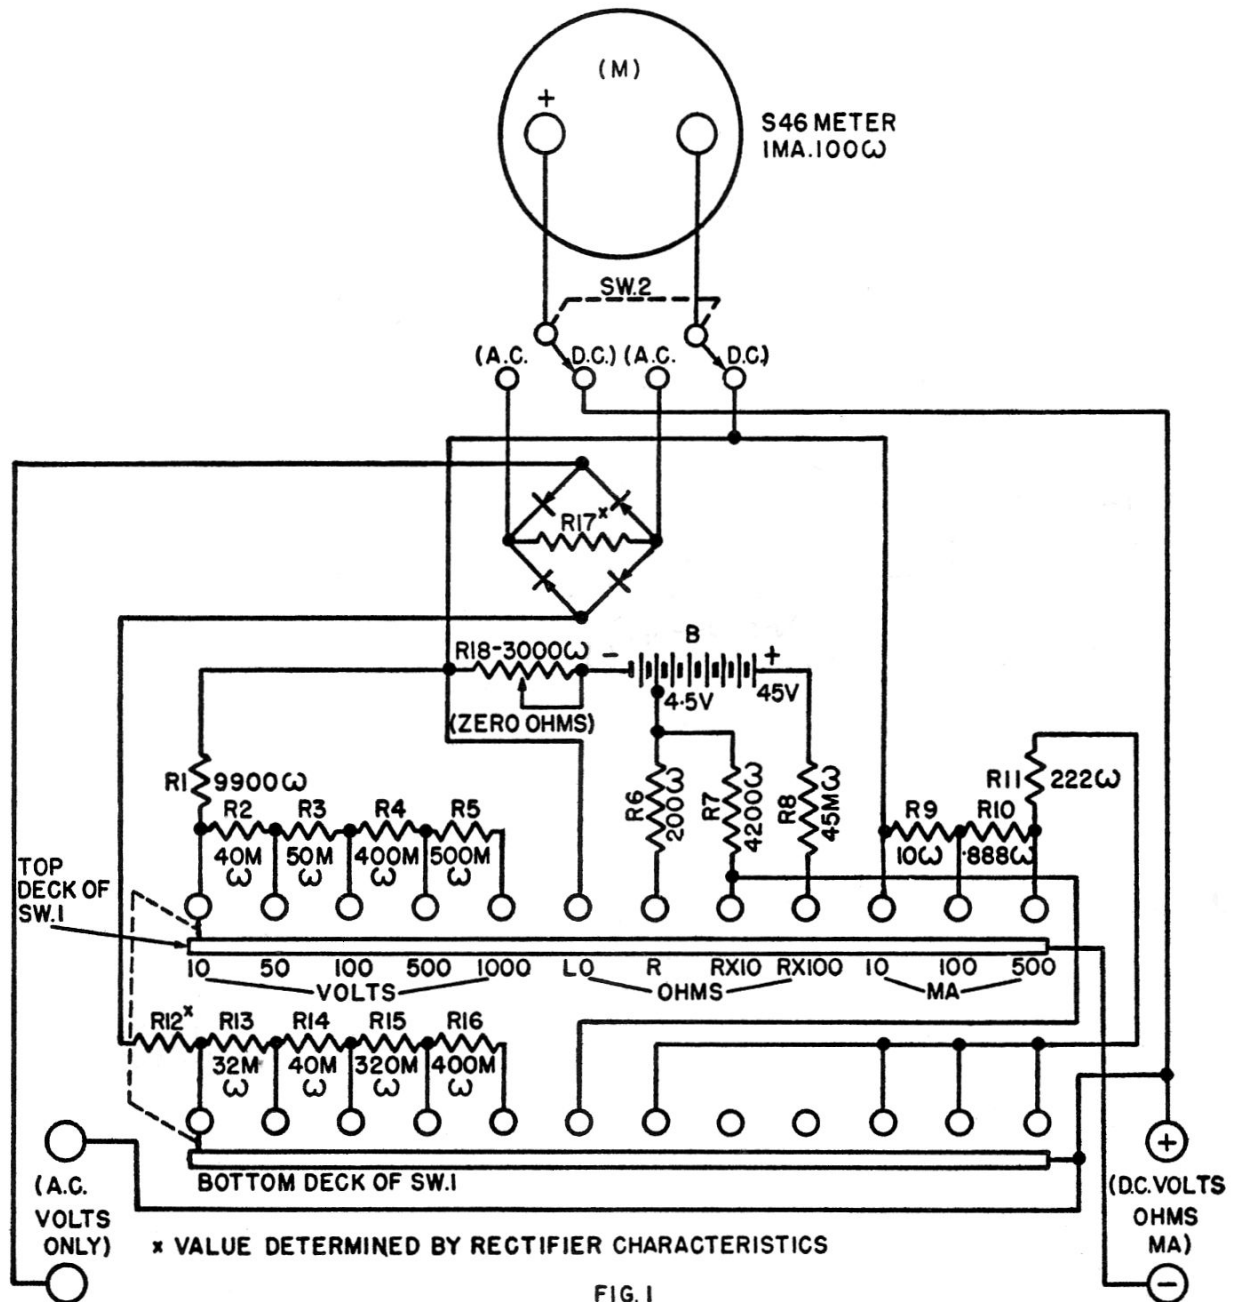 (M)
+
S46 METER
1MA.100ω
SW.2
(A.C. D.C.) (A.C. D.C.)
R17ˣ
R18-3000ω - B +
4·5V 45V
(ZERO OHMS)
R1 9900ω
R2 R3 R4 R5
40M ω 50M ω 400M ω 500M ω
R6 200ω
R7 4200ω
R8 45Mω
R11 222ω
R9 R10
10ω ·888ω
TOP
DECK OF
SW.1
10 50 100 500 1000 LO R RX10 RX100 10 100 500
VOLTS OHMS MA
R12ˣ R13 R14 R15 R16
32M ω 40M ω 320M ω 400M ω
BOTTOM DECK OF SW.1
(A.C.
VOLTS
ONLY)
+
(D.C. VOLTS
OHMS
MA)
−
x VALUE DETERMINED BY RECTIFIER CHARACTERISTICS
FIG. 1